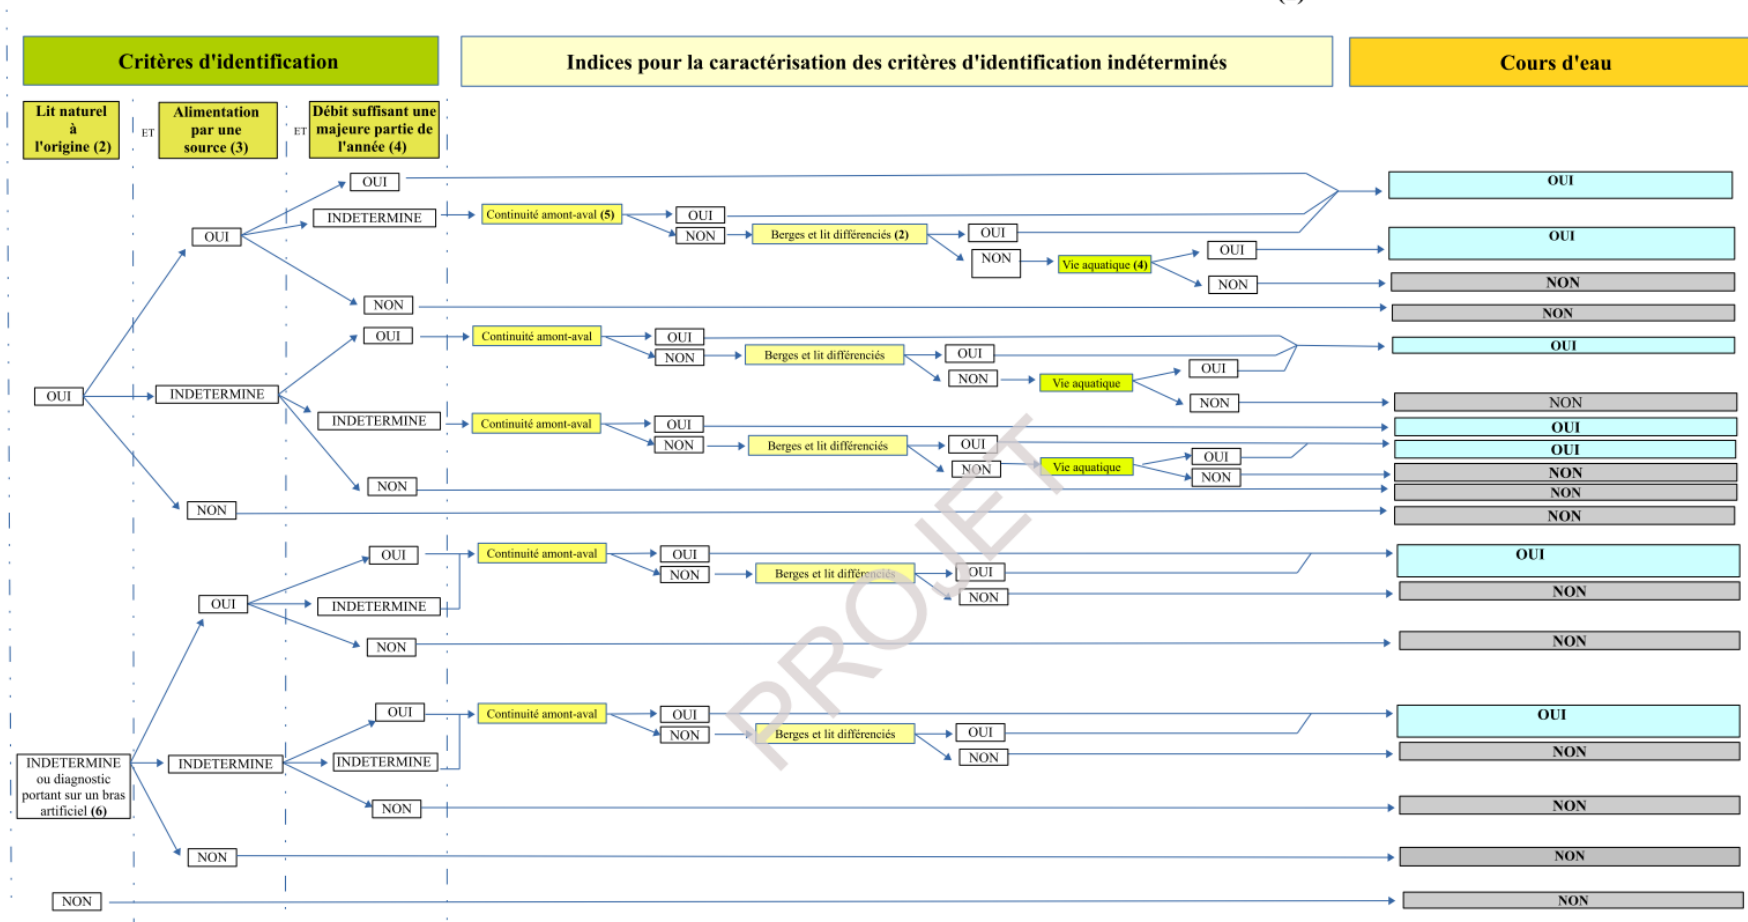 Critères d'identification
Indices pour la caractérisation des critères d'identification indéterminés
Cours d'eau
Lit naturel
à
l'origine (2)
ET
Alimentation
par une
source (3)
ET
Débit suffisant une
majeure partie de
l'année (4)
OUI
OUI
INDETERMINE
Continuité amont-aval (5)
OUI
OUI
NON
Berges et lit différenciés (2)
OUI
OUI
NON
Vie aquatique (4)
OUI
OUI
NON
NON
NON
NON
OUI
Continuité amont-aval
OUI
OUI
NON
Berges et lit différenciés
OUI
OUI
NON
Vie aquatique
INDETERMINE
NON
NON
OUI
INDETERMINE
Continuité amont-aval
OUI
OUI
NON
Berges et lit différenciés
OUI
OUI
NON
Vie aquatique
OUI
NON
NON
NON
NON
NON
NON
OUI
Continuité amont-aval
OUI
OUI
NON
Berges et lit différenciés
OUI
NON
NON
OUI
INDETERMINE
NON
NON
OUI
Continuité amont-aval
OUI
OUI
NON
Berges et lit différenciés
OUI
NON
NON
INDETERMINE
ou diagnostic
portant sur un bras
artificiel (6)
INDETERMINE
INDETERMINE
NON
NON
NON
NON
NON
NON
PROJET